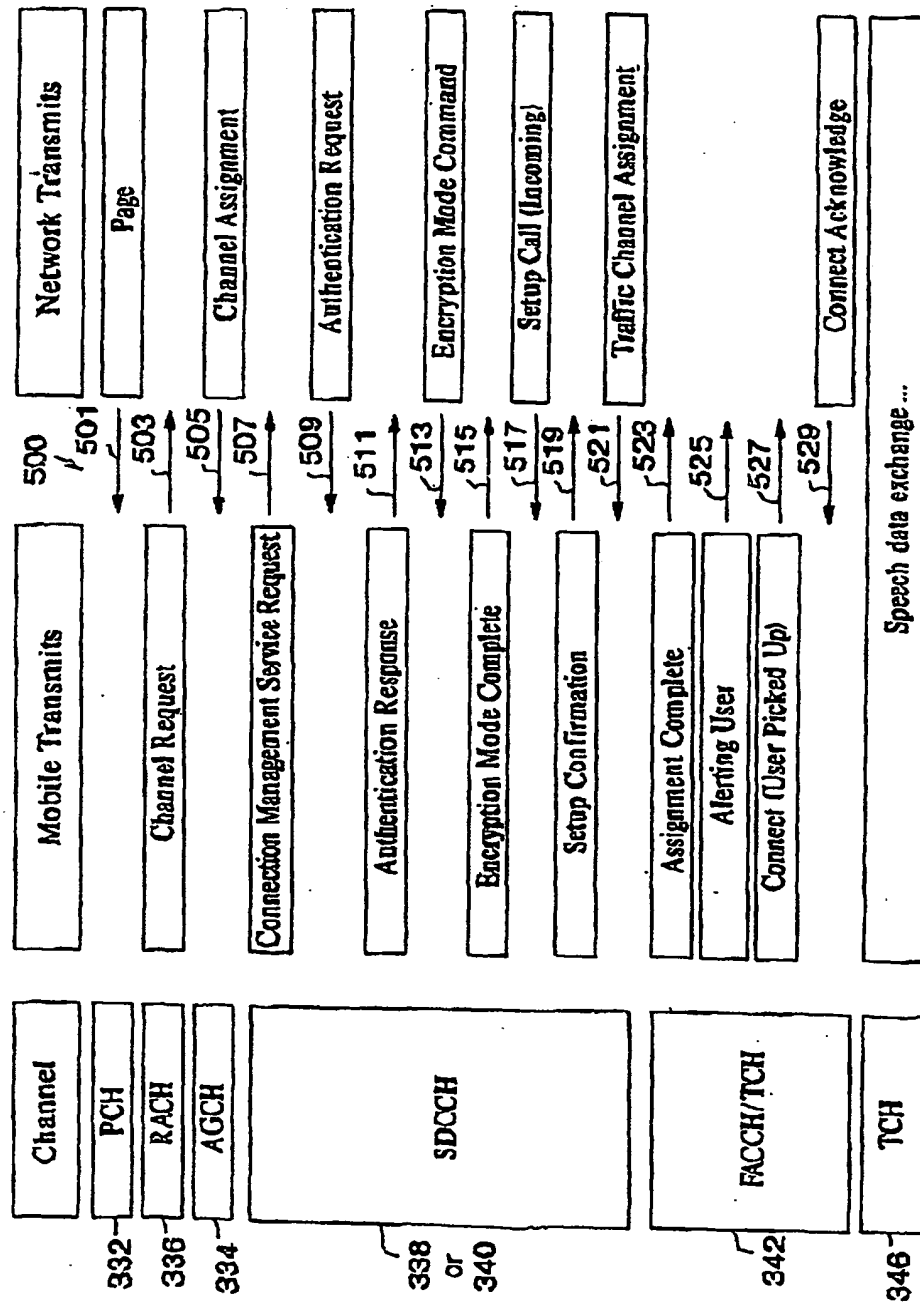 Channel
Mobile Transmits
500
Network Transmits
332
PCH
501
Page
336
RACH
Channel Request
503
334
AGCH
505
Channel Assignment
338
or
340
SDCCH
Connection Management Service Request
507
509
Authentication Request
Authentication Response
511
513
Encryption Mode Command
Encryption Mode Complete
515
517
Setup Call (Incoming)
Setup Confirmation
519
521
Traffic Channel Assignment
342
FACCH/TCH
Assignment Complete
523
Alerting User
525
Connect (User Picked Up)
527
529
Connect Acknowledge
346
TCH
Speech data exchange ...